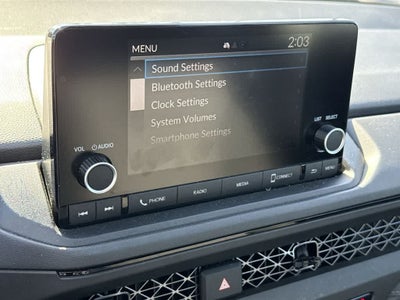 MENU 2:03
Sound Settings
Bluetooth Settings
Clock Settings
System Volumes
Smartphone Settings
VOL AUDIO
LIST SELECT
PHONE RADIO MEDIA CONNECT MENU